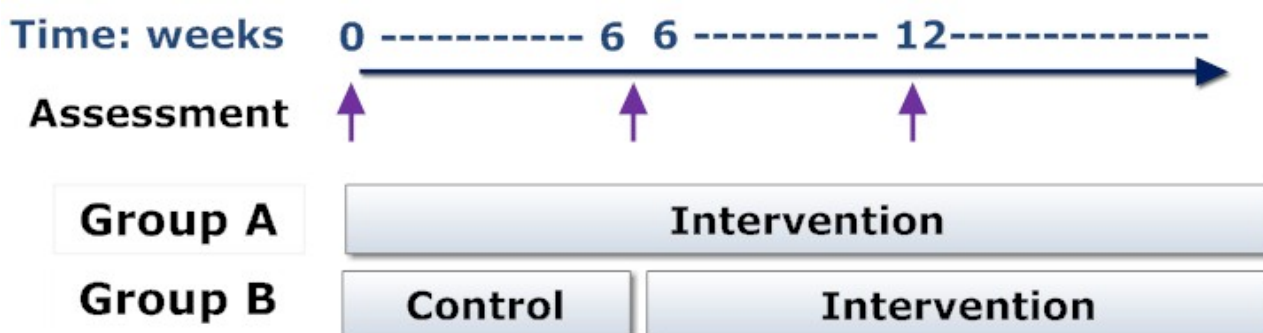 Time: weeks 0 ----------- 6 6 ---------- 12--------------
Assessment
Group A Intervention
Group B Control Intervention